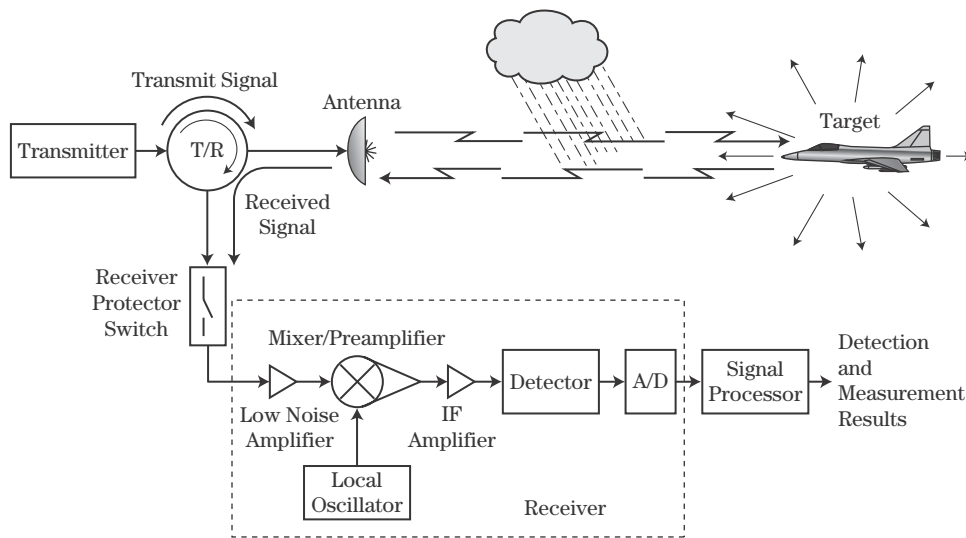 Transmit Signal
Antenna
Target
Transmitter
T/R
Received
Signal
Receiver
Protector
Switch
Mixer/Preamplifier
Detector
A/D
Signal
Processor
Detection
and
Measurement
Results
Low Noise
Amplifier
IF
Amplifier
Local
Oscillator
Receiver